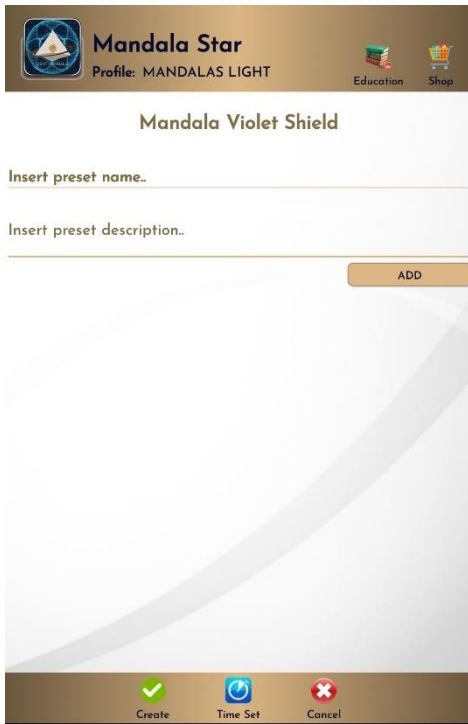 Mandala Star
Profile: MANDALAS LIGHT
Education
Shop
Mandala Violet Shield
Insert preset name..
Insert preset description..
ADD
Create
Time Set
Cancel